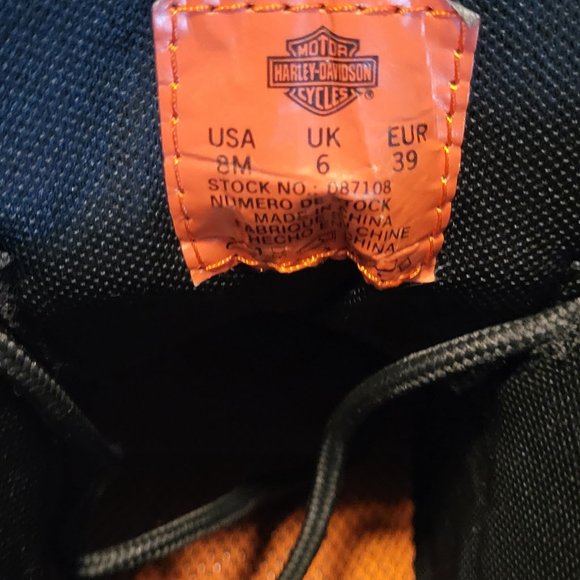 MOTOR
HARLEY-DAVIDSON
CYCLES
®
USA UK EUR
8M 6 39
STOCK NO.: 087108
NUMERO DE STOCK
MADE IN CHINA
FABRIQUE EN CHINE
HECHO EN CHINA